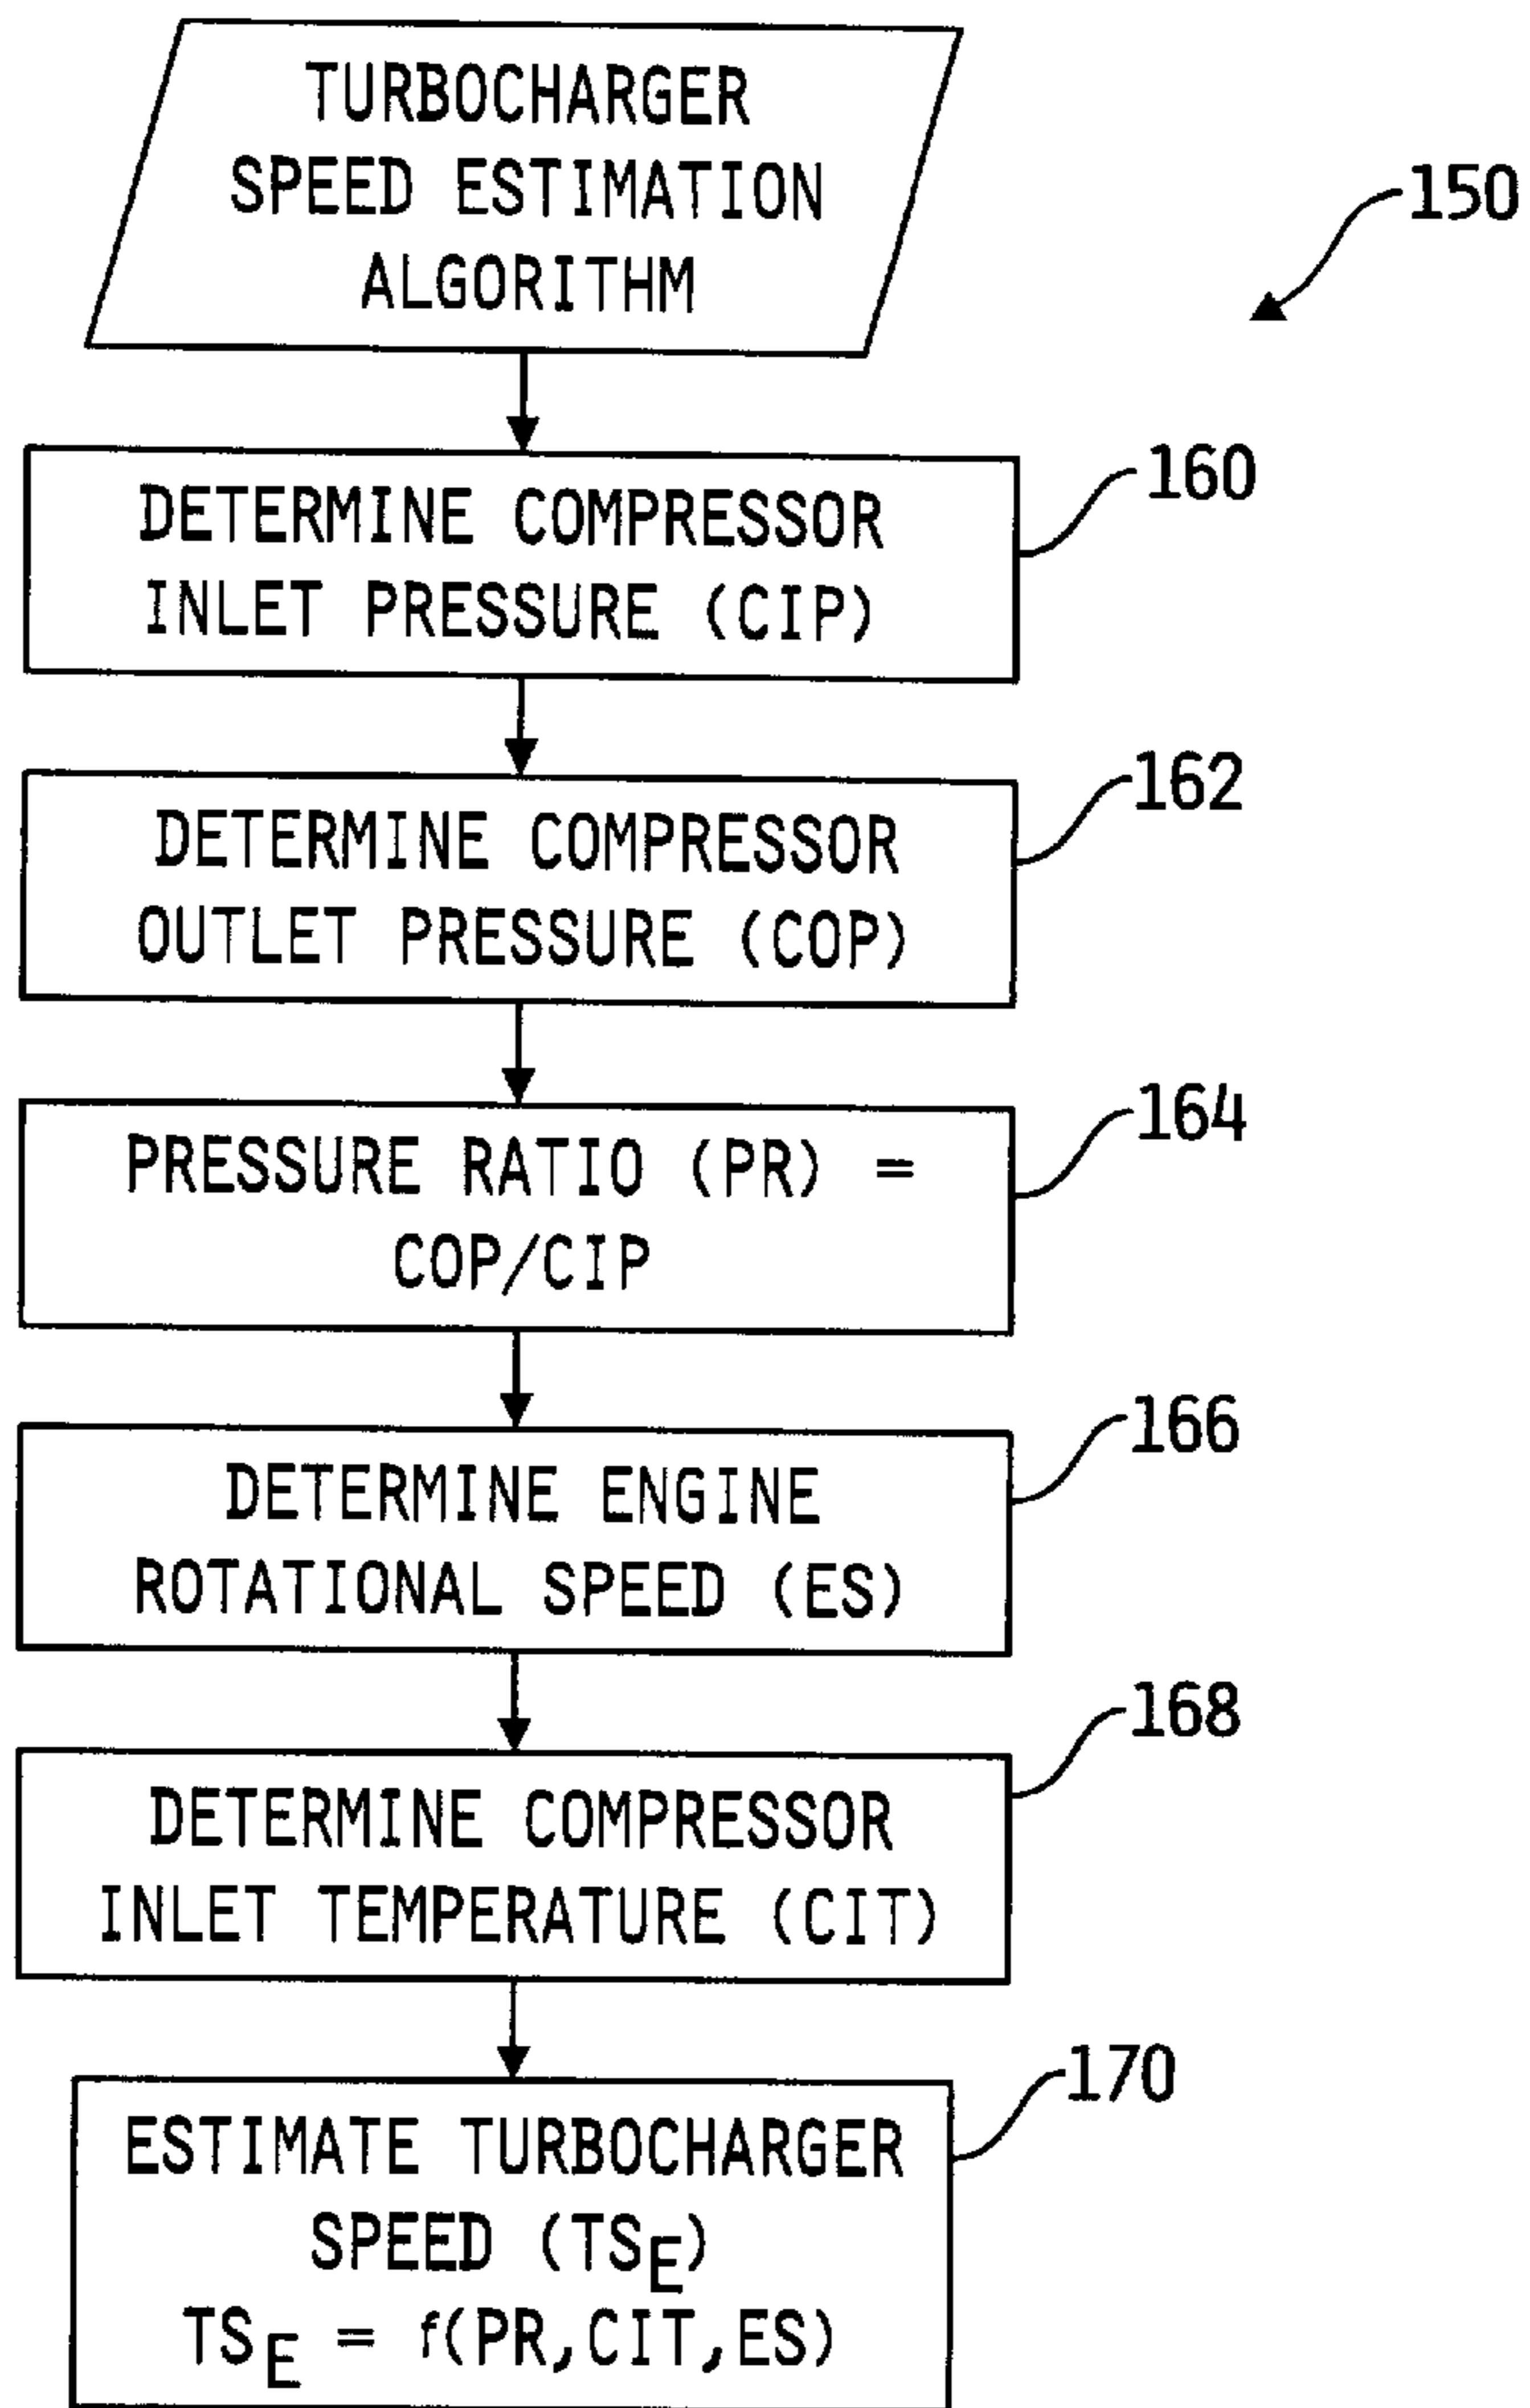 TURBOCHARGER
SPEED ESTIMATION
ALGORITHM
150
DETERMINE COMPRESSOR
INLET PRESSURE (CIP)
160
DETERMINE COMPRESSOR
OUTLET PRESSURE (COP)
162
PRESSURE RATIO (PR) =
COP/CIP
164
DETERMINE ENGINE
ROTATIONAL SPEED (ES)
166
DETERMINE COMPRESSOR
INLET TEMPERATURE (CIT)
168
ESTIMATE TURBOCHARGER
SPEED (TSE)
TSE = f(PR,CIT,ES)
170